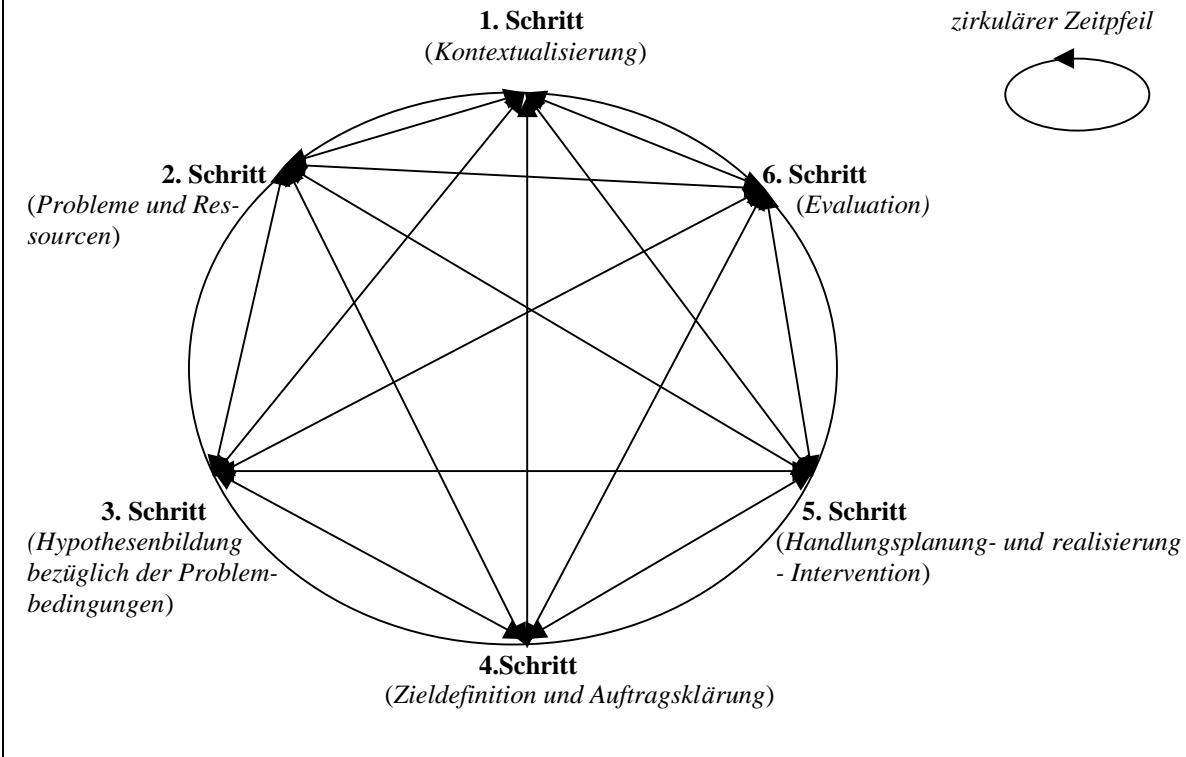 1. Schritt
(Kontextualisierung)
zirkulärer Zeitpfeil
2. Schritt
(Probleme und Res-
sourcen)
6. Schritt
(Evaluation)
3. Schritt
(Hypothesenbildung
bezüglich der Problem-
bedingungen)
5. Schritt
(Handlungsplanung- und realisierung
- Intervention)
4.Schritt
(Zieldefinition und Auftragsklärung)